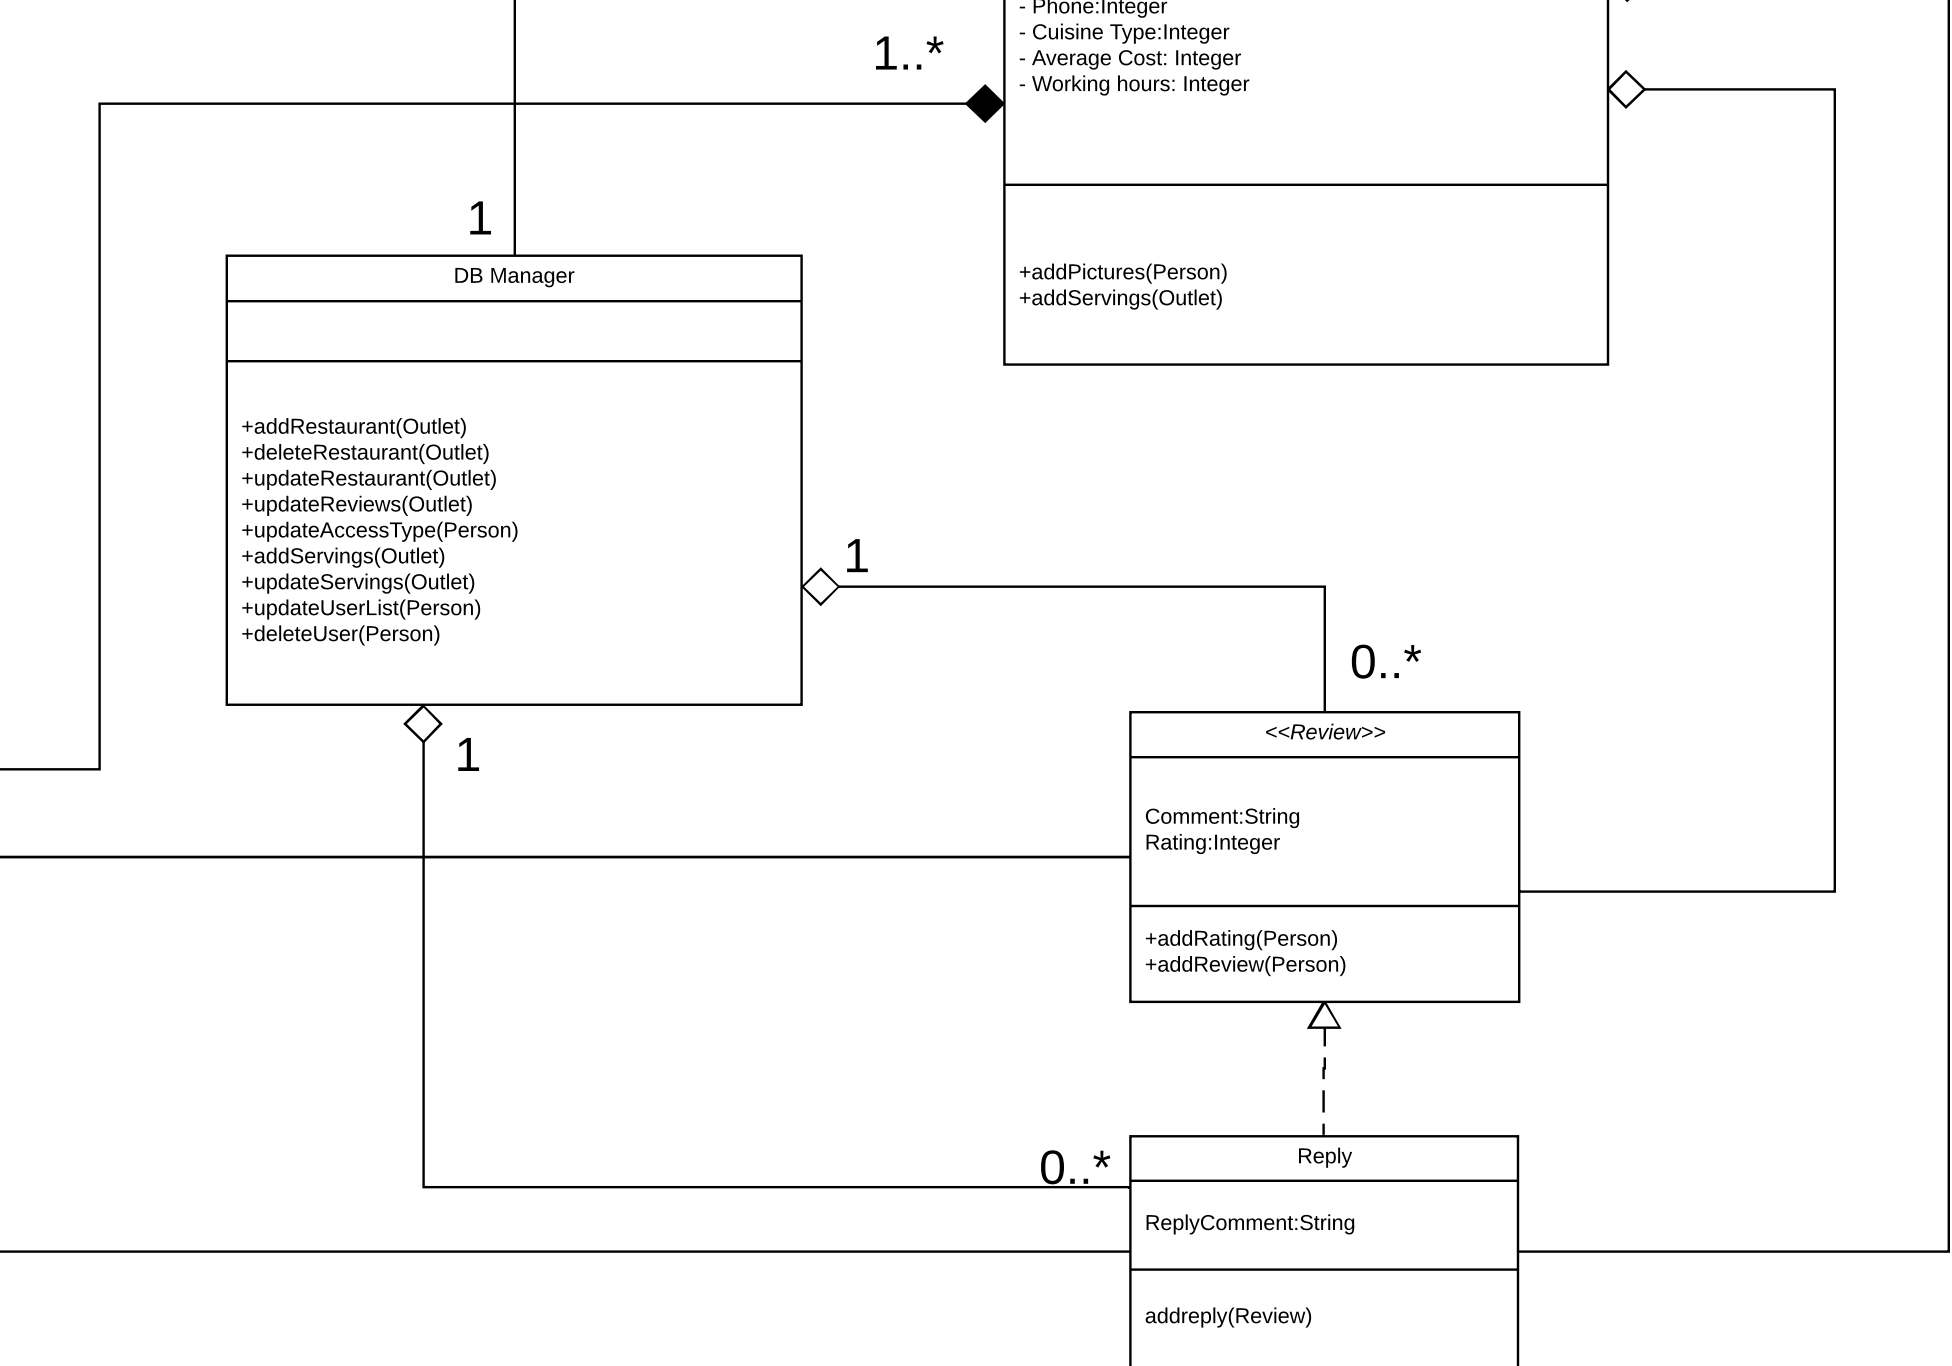 - Phone:Integer
- Cuisine Type:Integer
- Average Cost: Integer
- Working hours: Integer
1..*
+addPictures(Person)
+addServings(Outlet)
1
DB Manager
+addRestaurant(Outlet)
+deleteRestaurant(Outlet)
+updateRestaurant(Outlet)
+updateReviews(Outlet)
+updateAccessType(Person)
+addServings(Outlet)
+updateServings(Outlet)
+updateUserList(Person)
+deleteUser(Person)
1
0..*
1
<<Review>>
Comment:String
Rating:Integer
+addRating(Person)
+addReview(Person)
0..*
Reply
ReplyComment:String
addreply(Review)